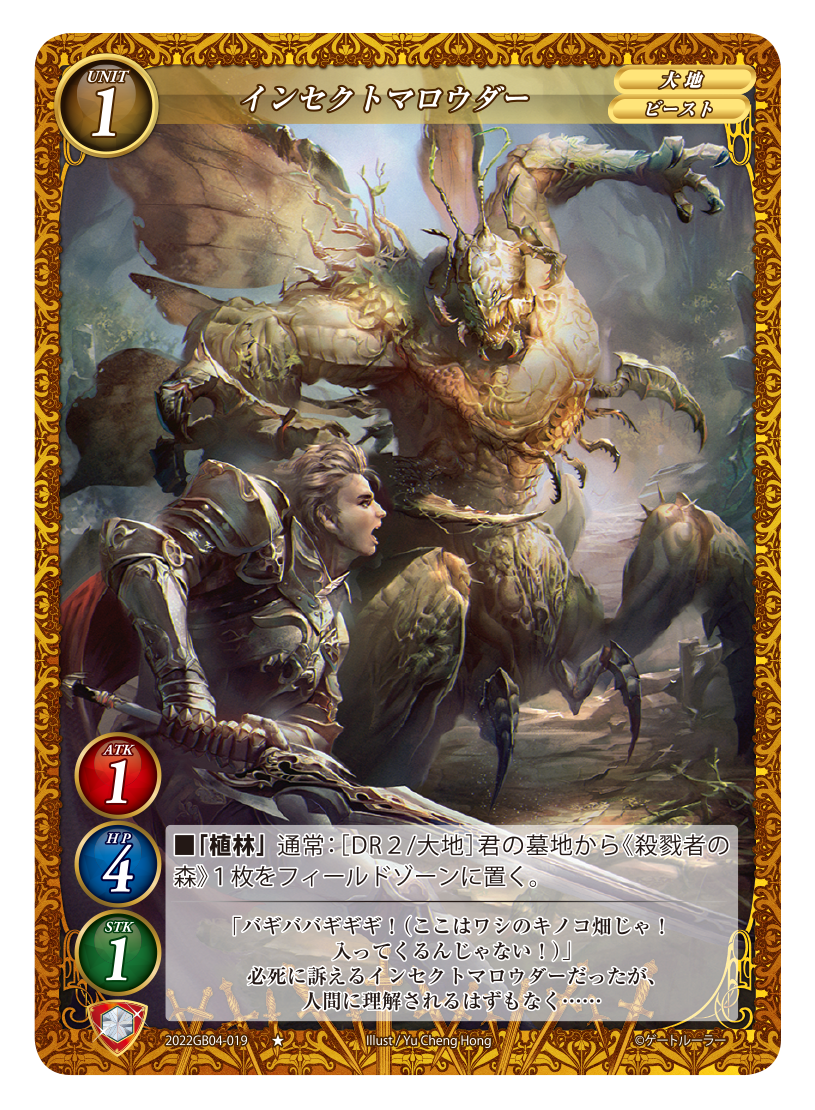 UNIT
1
インセクトマロウダー
大地
ビースト
ATK
1
HP
4
STK
1
■「植林」通常：［DR２/大地］君の墓地から《殺戮者の
森》１枚をフィールドゾーンに置く。
「バギババギギギ！（ここはワシのキノコ畑じゃ！
入ってくるんじゃない！）」
必死に訴えるインセクトマロウダーだったが、
人間に理解されるはずもなく……
2022GB04-019 ★ Illust / Yu Cheng Hong ©ゲートルーラー